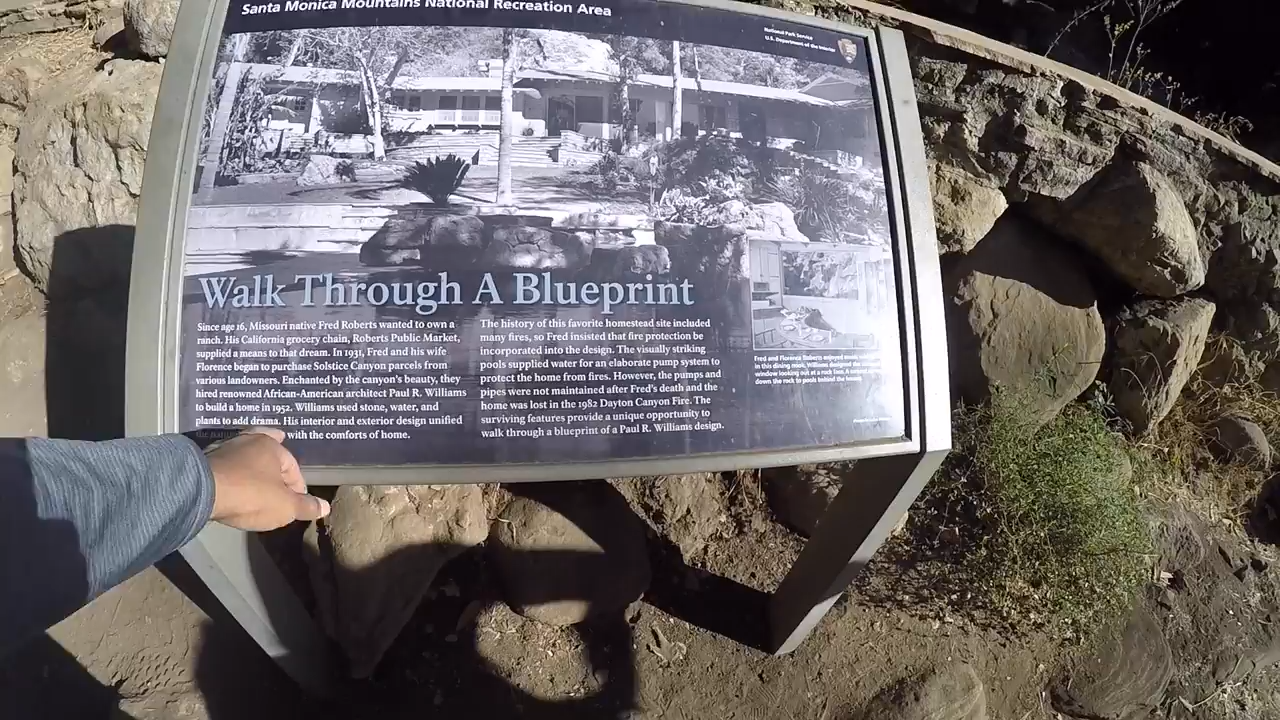 Santa Monica Mountains National Recreation Area
National Park Service
U.S. Department of the Interior
Walk Through A Blueprint
Since age 16, Missouri native Fred Roberts wanted to own a
ranch. His California grocery chain, Roberts Public Market,
supplied a means to that dream. In 1931, Fred and his wife
Florence began to purchase Solstice Canyon parcels from
various landowners. Enchanted by the canyon's beauty, they
hired renowned African-American architect Paul R. Williams
to build a home in 1952. Williams used stone, water, and
plants to add drama. His interior and exterior design unified
the natural with the comforts of home.
The history of this favorite homestead site included
many fires, so Fred insisted that fire protection be
incorporated into the design. The visually striking
pools supplied water for an elaborate pump system to
protect the home from fires. However, the pumps and
pipes were not maintained after Fred's death and the
home was lost in the 1982 Dayton Canyon Fire. The
surviving features provide a unique opportunity to
walk through a blueprint of a Paul R. Williams design.
Fred and Florence Roberts enjoyed
in this dining nook. Williams designed the
window looking out at a rock face. A
down the rock to pools behind the house.